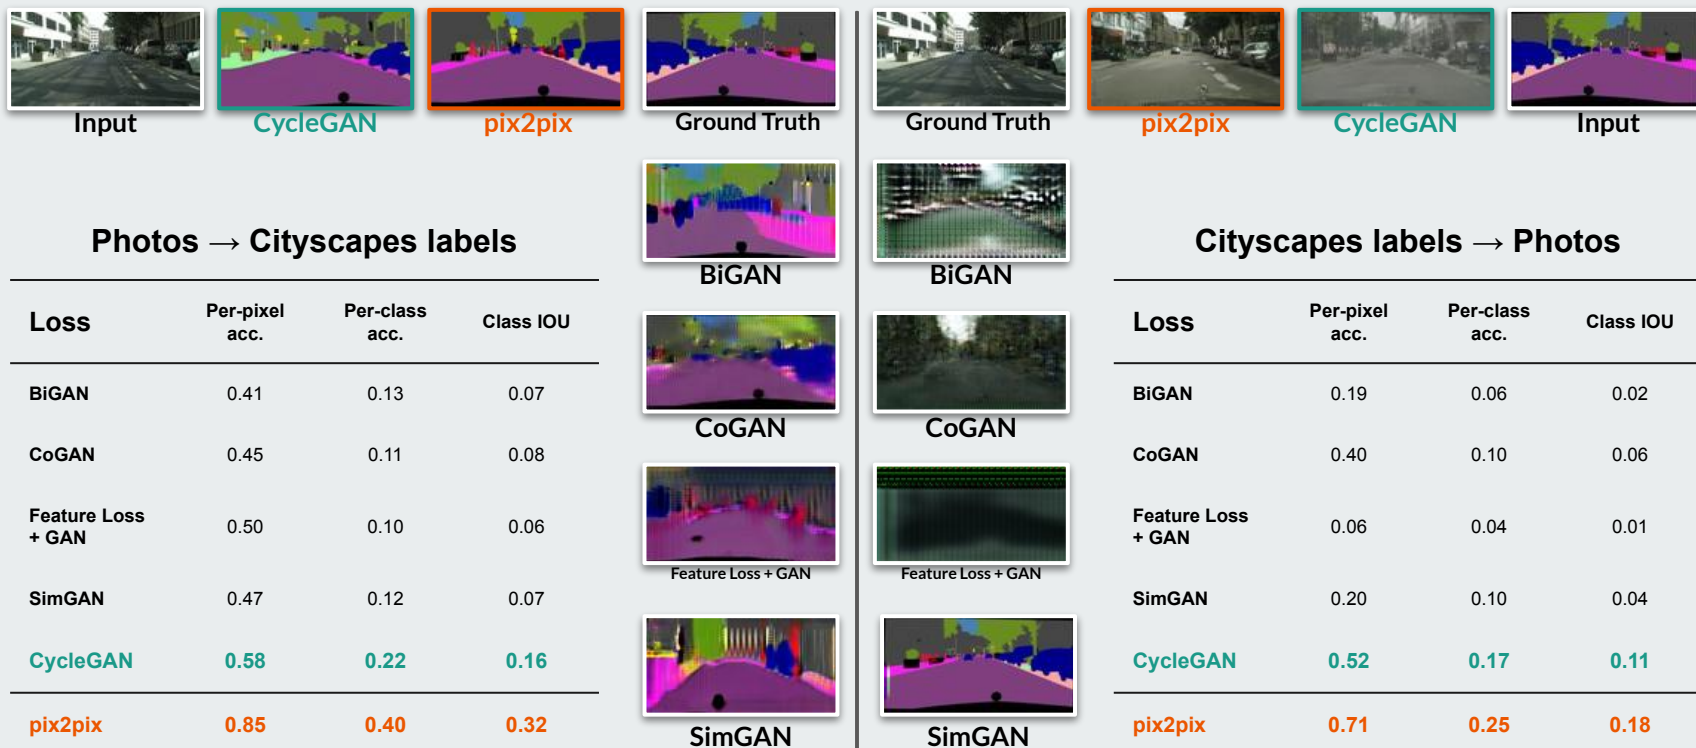 Input CycleGAN pix2pix Ground Truth
Ground Truth pix2pix CycleGAN Input
Photos → Cityscapes labels
Loss Per-pixel acc. Per-class acc. Class IOU
BiGAN 0.41 0.13 0.07
CoGAN 0.45 0.11 0.08
Feature Loss + GAN 0.50 0.10 0.06
SimGAN 0.47 0.12 0.07
CycleGAN 0.58 0.22 0.16
pix2pix 0.85 0.40 0.32
BiGAN
CoGAN
Feature Loss + GAN
SimGAN
BiGAN
CoGAN
Feature Loss + GAN
SimGAN
Cityscapes labels → Photos
Loss Per-pixel acc. Per-class acc. Class IOU
BiGAN 0.19 0.06 0.02
CoGAN 0.40 0.10 0.06
Feature Loss + GAN 0.06 0.04 0.01
SimGAN 0.20 0.10 0.04
CycleGAN 0.52 0.17 0.11
pix2pix 0.71 0.25 0.18